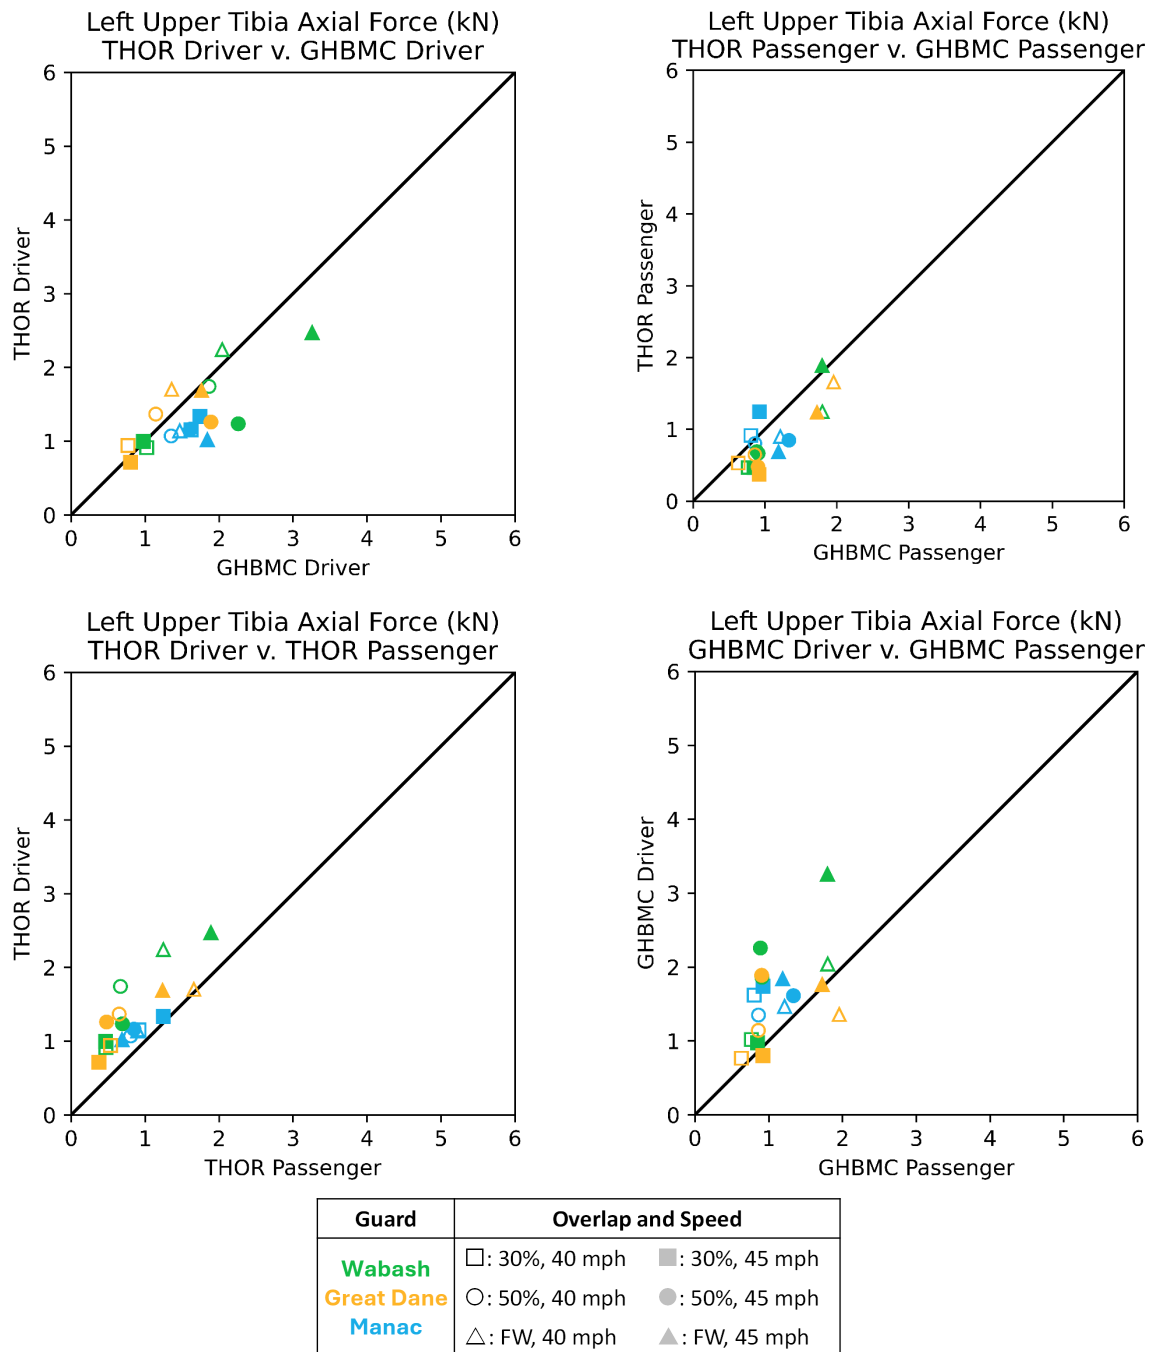 Left Upper Tibia Axial Force (kN)
THOR Driver v. GHBMC Driver
6
5
4
3
2
1
0
THOR Driver
0 1 2 3 4 5 6
GHBMC Driver
Left Upper Tibia Axial Force (kN)
THOR Passenger v. GHBMC Passenger
6
5
4
3
2
1
0
THOR Passenger
0 1 2 3 4 5 6
GHBMC Passenger
Left Upper Tibia Axial Force (kN)
THOR Driver v. THOR Passenger
6
5
4
3
2
1
0
THOR Driver
0 1 2 3 4 5 6
THOR Passenger
Left Upper Tibia Axial Force (kN)
GHBMC Driver v. GHBMC Passenger
6
5
4
3
2
1
0
GHBMC Driver
0 1 2 3 4 5 6
GHBMC Passenger
Guard Overlap and Speed
Wabash
Great Dane
Manac
: 30%, 40 mph : 30%, 45 mph
: 50%, 40 mph : 50%, 45 mph
: FW, 40 mph : FW, 45 mph